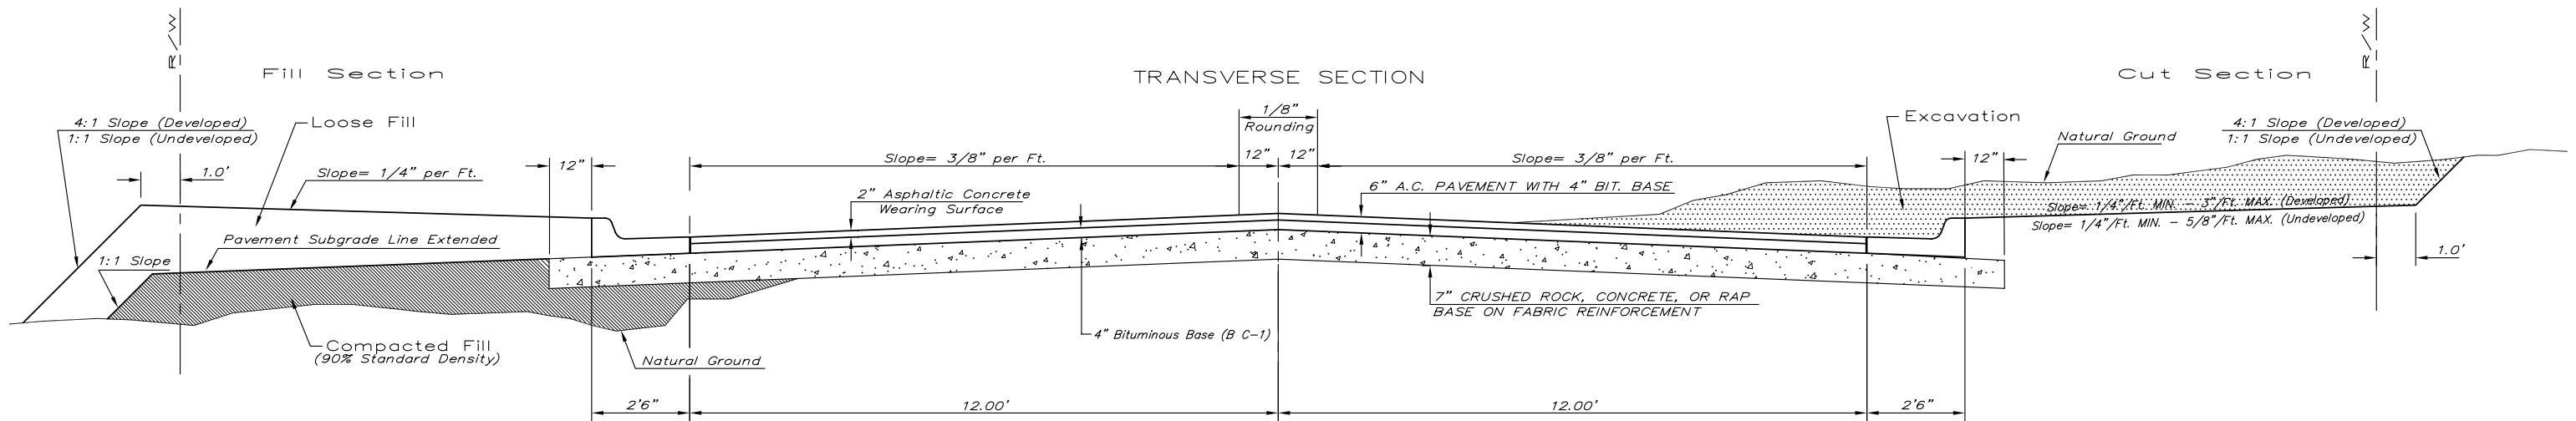 R/W
Fill Section
TRANSVERSE SECTION
Cut Section
R/W
4:1 Slope (Developed)
1:1 Slope (Undeveloped)
Loose Fill
1/8"
Rounding
Excavation
Natural Ground
4:1 Slope (Developed)
1:1 Slope (Undeveloped)
1.0'
Slope= 1/4" per Ft.
12"
Slope= 3/8" per Ft.
12"
12"
Slope= 3/8" per Ft.
12"
2" Asphaltic Concrete
Wearing Surface
6" A.C. PAVEMENT WITH 4" BIT. BASE
Slope= 1/4"/Ft. MIN. - 3"/Ft. MAX. (Developed)
Slope= 1/4"/Ft. MIN. - 5/8"/Ft. MAX. (Undeveloped)
Pavement Subgrade Line Extended
1:1 Slope
1.0'
7" CRUSHED ROCK, CONCRETE, OR RAP
BASE ON FABRIC REINFORCEMENT
4" Bituminous Base (B C-1)
Compacted Fill
(90% Standard Density)
Natural Ground
2'6"
12.00'
12.00'
2'6"